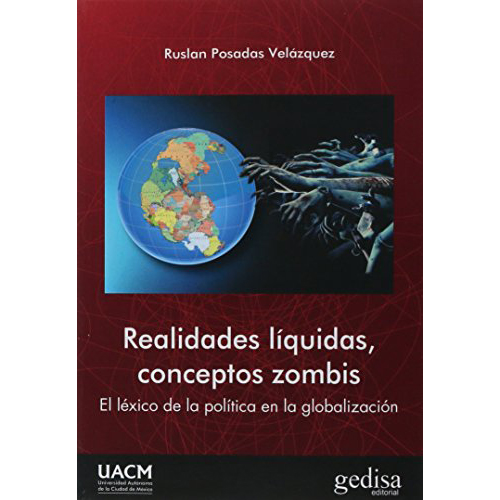 Ruslan Posadas Velázquez
Realidades líquidas,
conceptos zombis
El léxico de la política en la globalización
UACM
Universidad Autónoma
de la Ciudad de México
gedisa
editorial